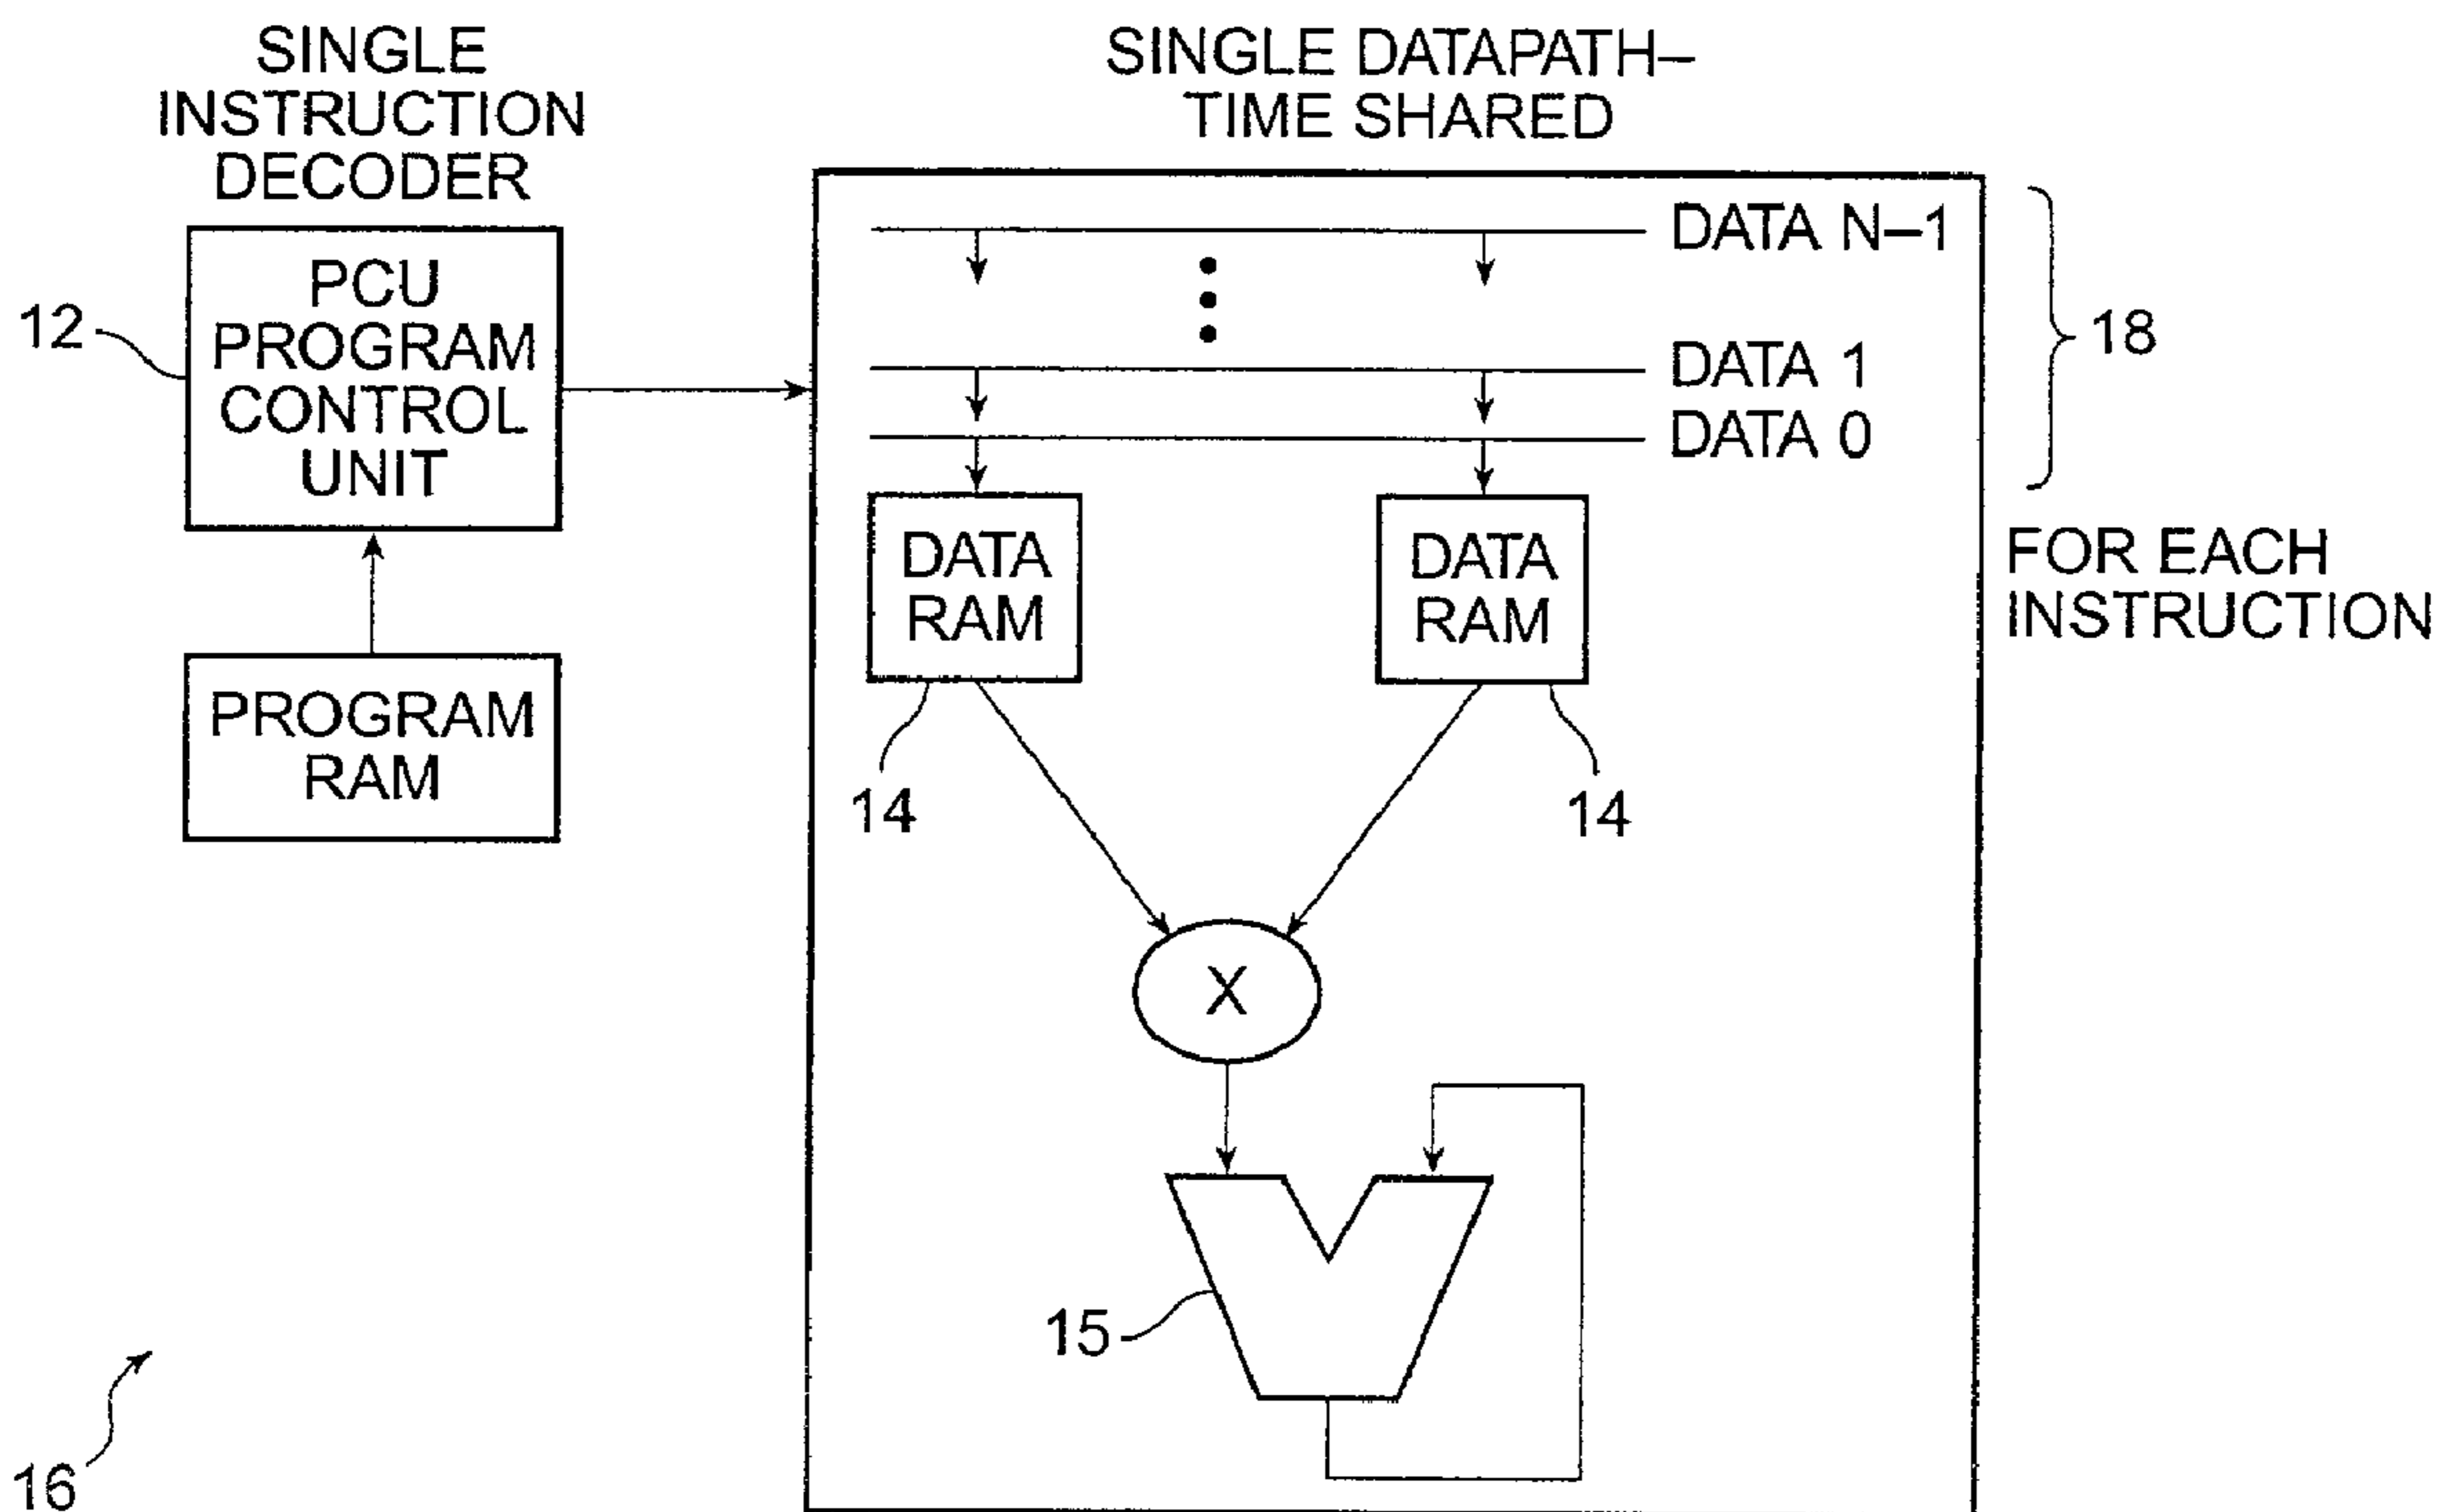 SINGLE
INSTRUCTION
DECODER
PCU
PROGRAM
CONTROL
UNIT
12
PROGRAM
RAM
SINGLE DATAPATH–
TIME SHARED
DATA N–1
DATA 1
DATA 0
18
FOR EACH
INSTRUCTION
DATA
RAM
DATA
RAM
14
14
X
15
16